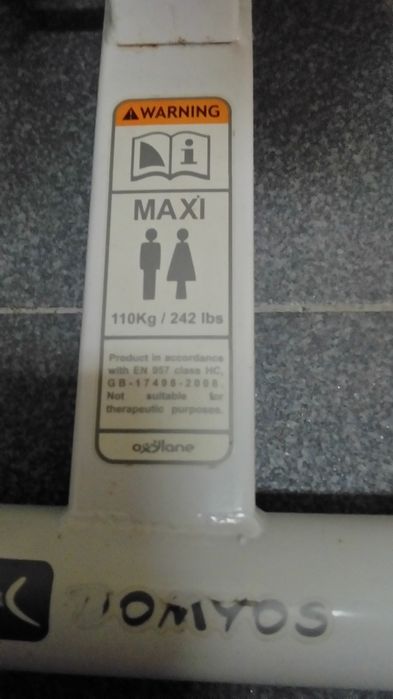 WARNING
MAXI
110Kg / 242 lbs
Product in accordance
with EN 957 class HC,
GB-17498-2008.
Not suitable for
therapeutic purposes.
oxylane
DOMYOS